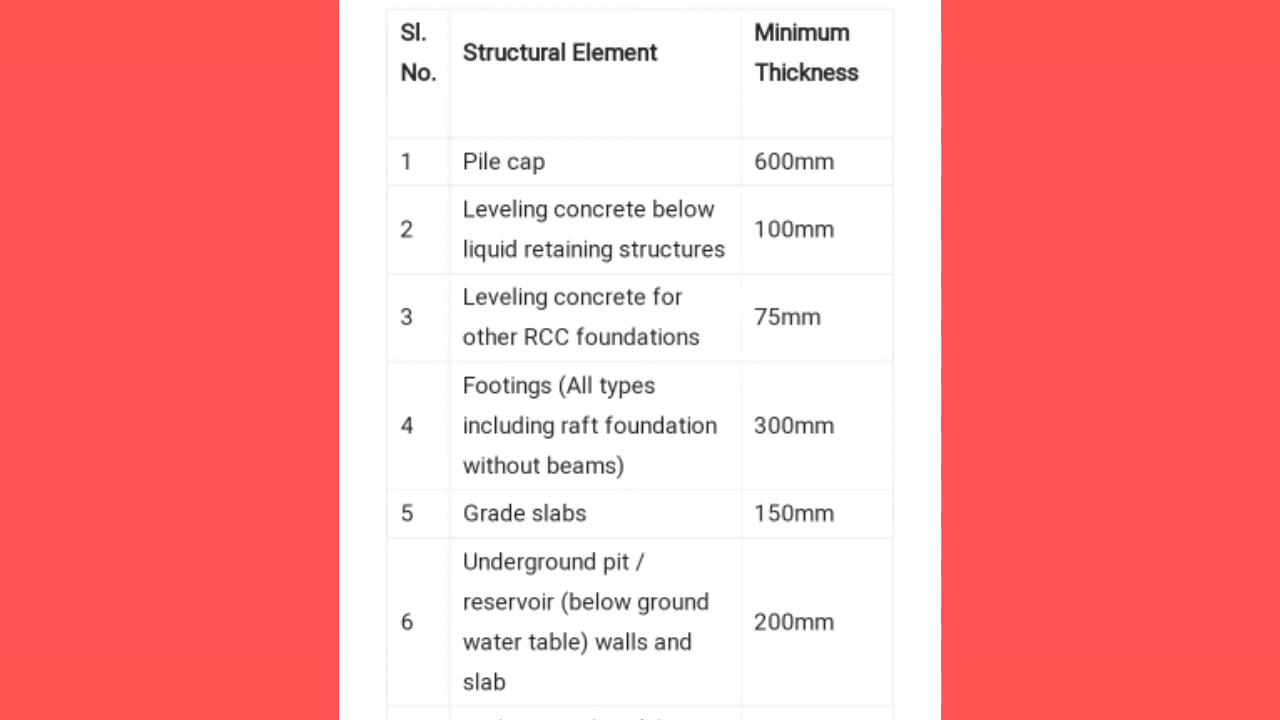 Sl.
No.
Structural Element
Minimum
Thickness
1
Pile cap
600mm
2
Leveling concrete below
liquid retaining structures
100mm
3
Leveling concrete for
other RCC foundations
75mm
4
Footings (All types
including raft foundation
without beams)
300mm
5
Grade slabs
150mm
6
Underground pit /
reservoir (below ground
water table) walls and
slab
200mm